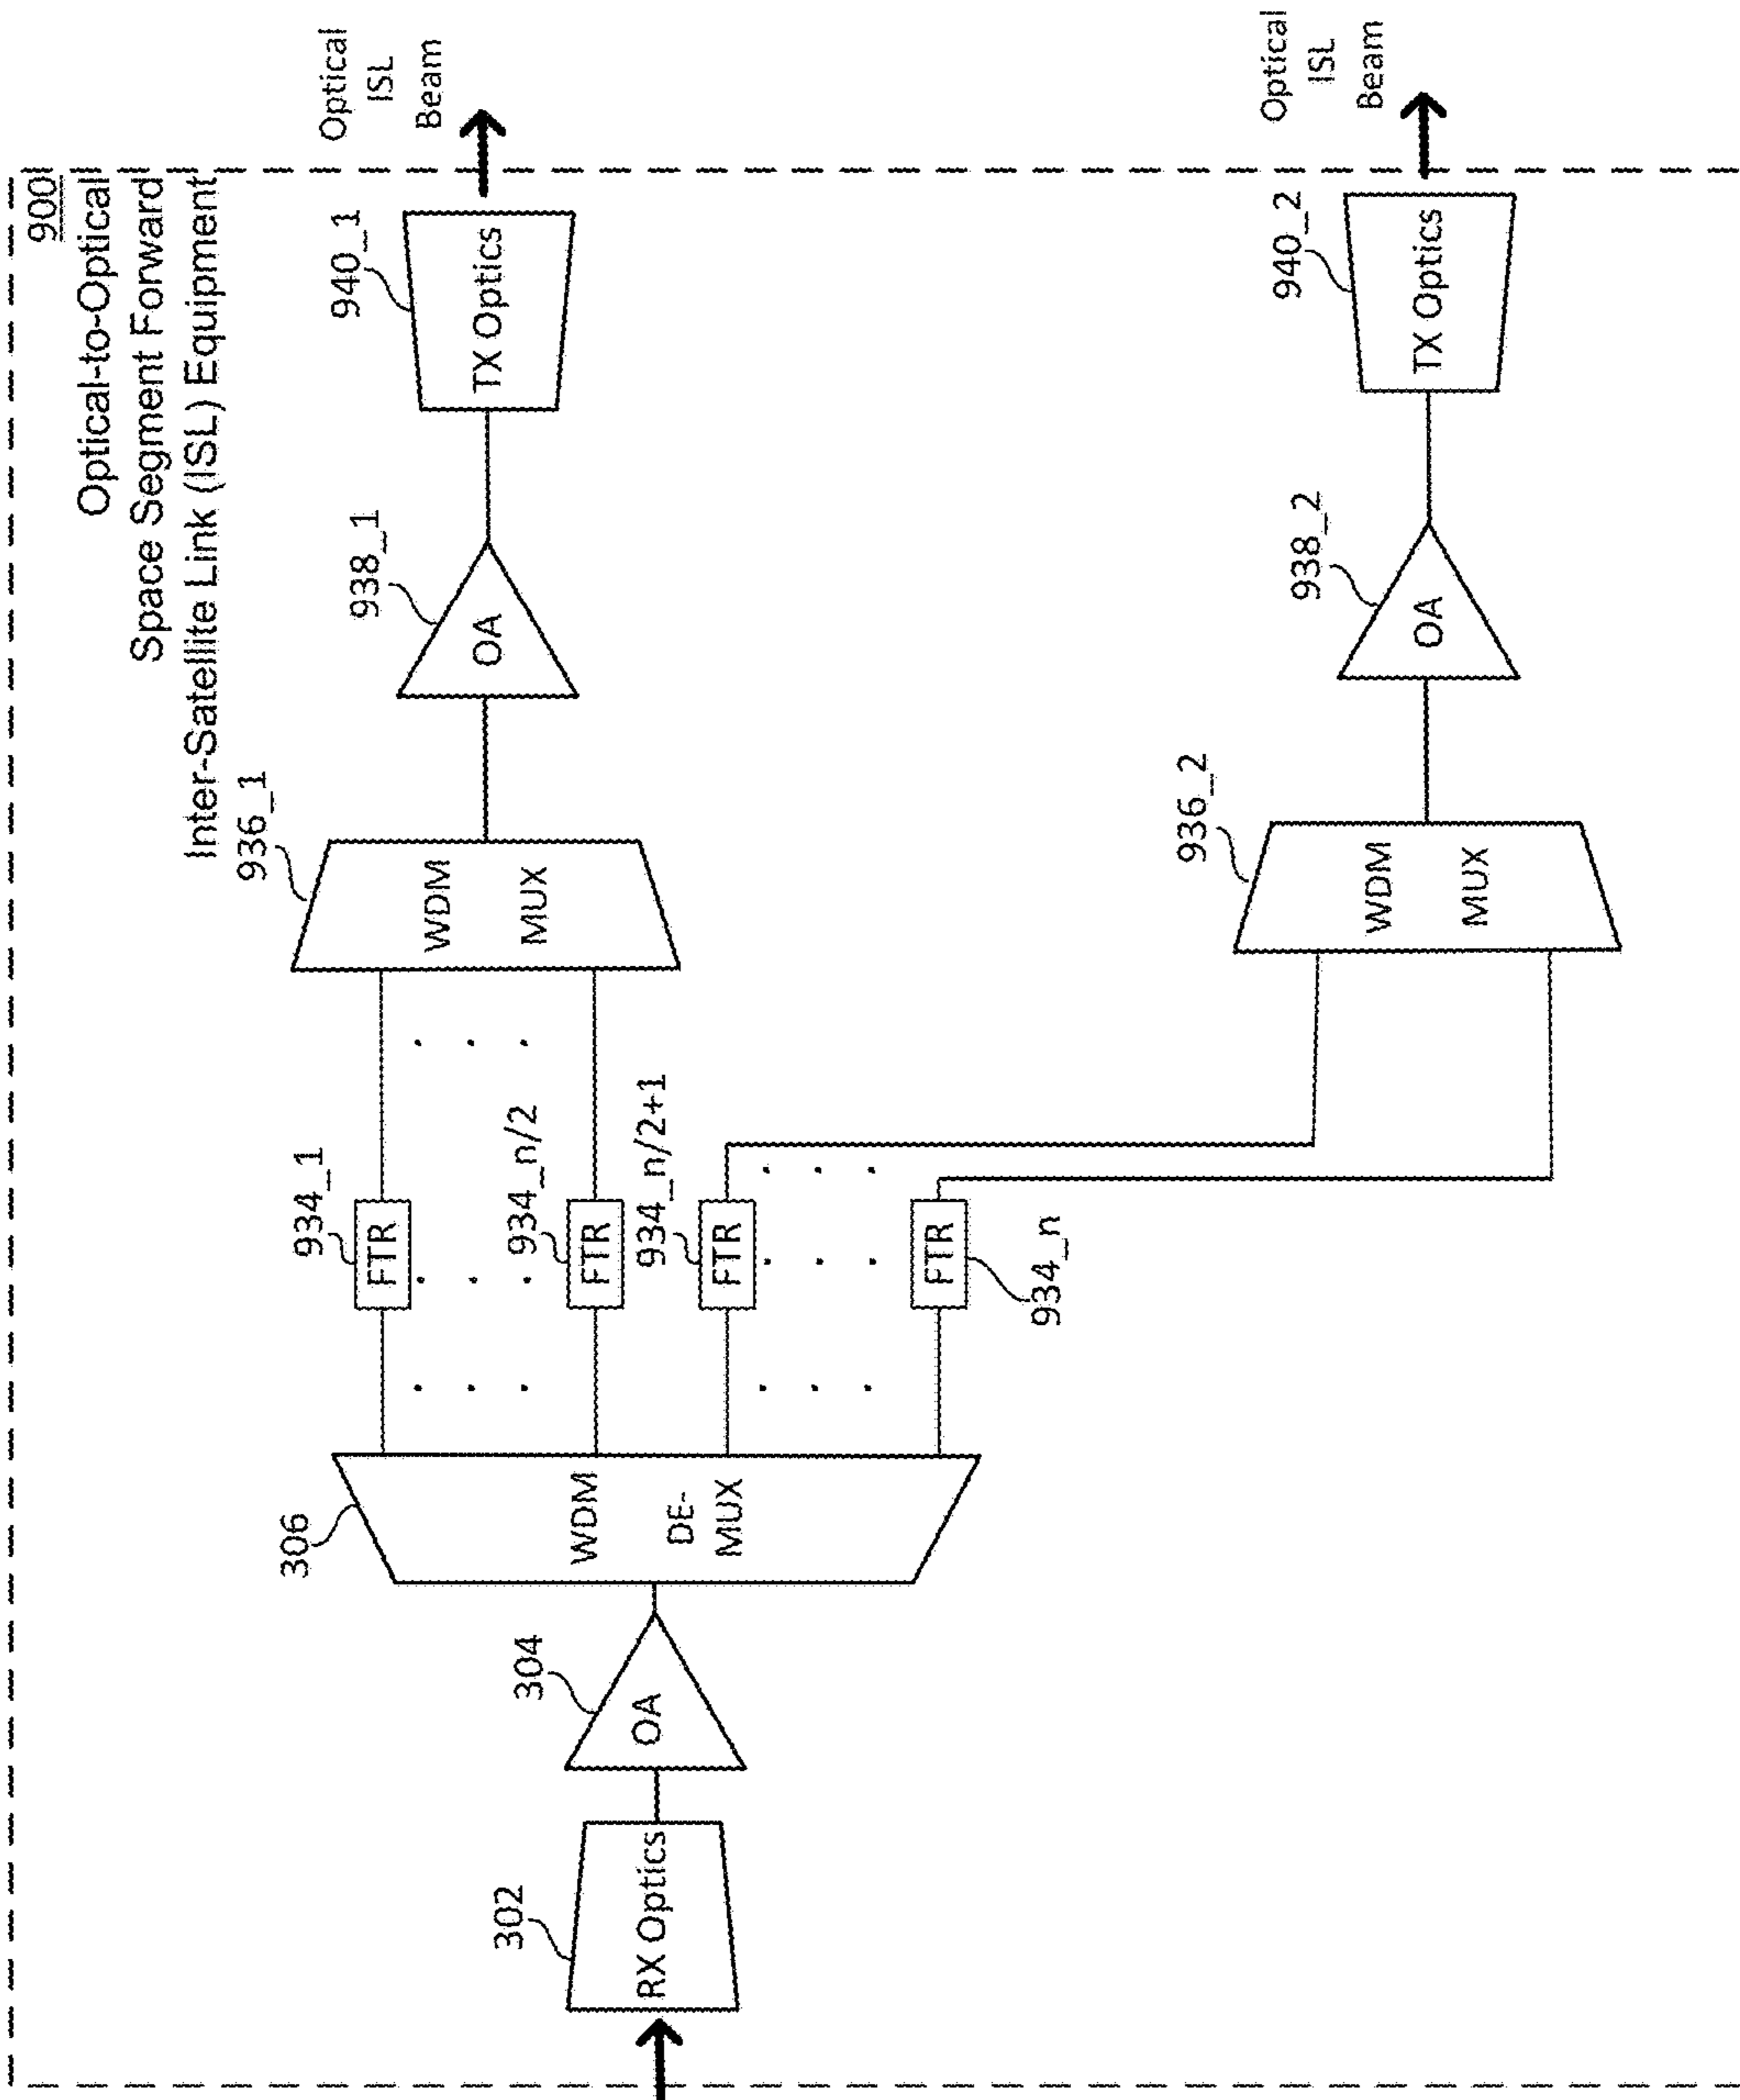 900
Optical-to-Optical
Space Segment Forward
Inter-Satellite Link (ISL) Equipment
302
RX Optics
304
OA
306
WDM
DE-
MUX
934_1
FTR
934_n/2
FTR
934_n/2+1
FTR
934_n
FTR
936_1
WDM
MUX
938_1
OA
940_1
TX Optics
Optical
ISL
Beam
936_2
WDM
MUX
938_2
OA
940_2
TX Optics
Optical
ISL
Beam